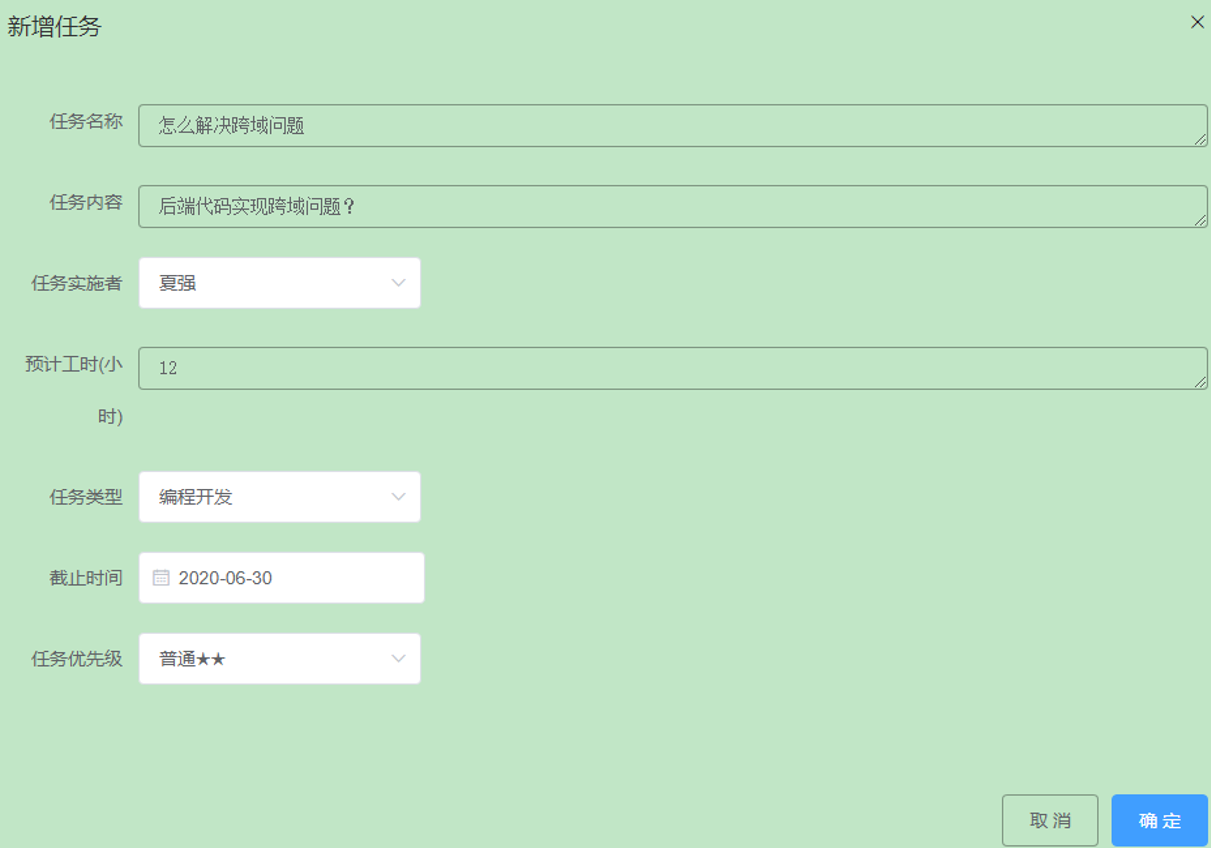 新增任务
任务名称 怎么解决跨域问题
任务内容 后端代码实现跨域问题？
任务实施者 夏强
预计工时(小 12
时)
任务类型 编程开发
截止时间 2020-06-30
任务优先级 普通★★
取 消 确 定